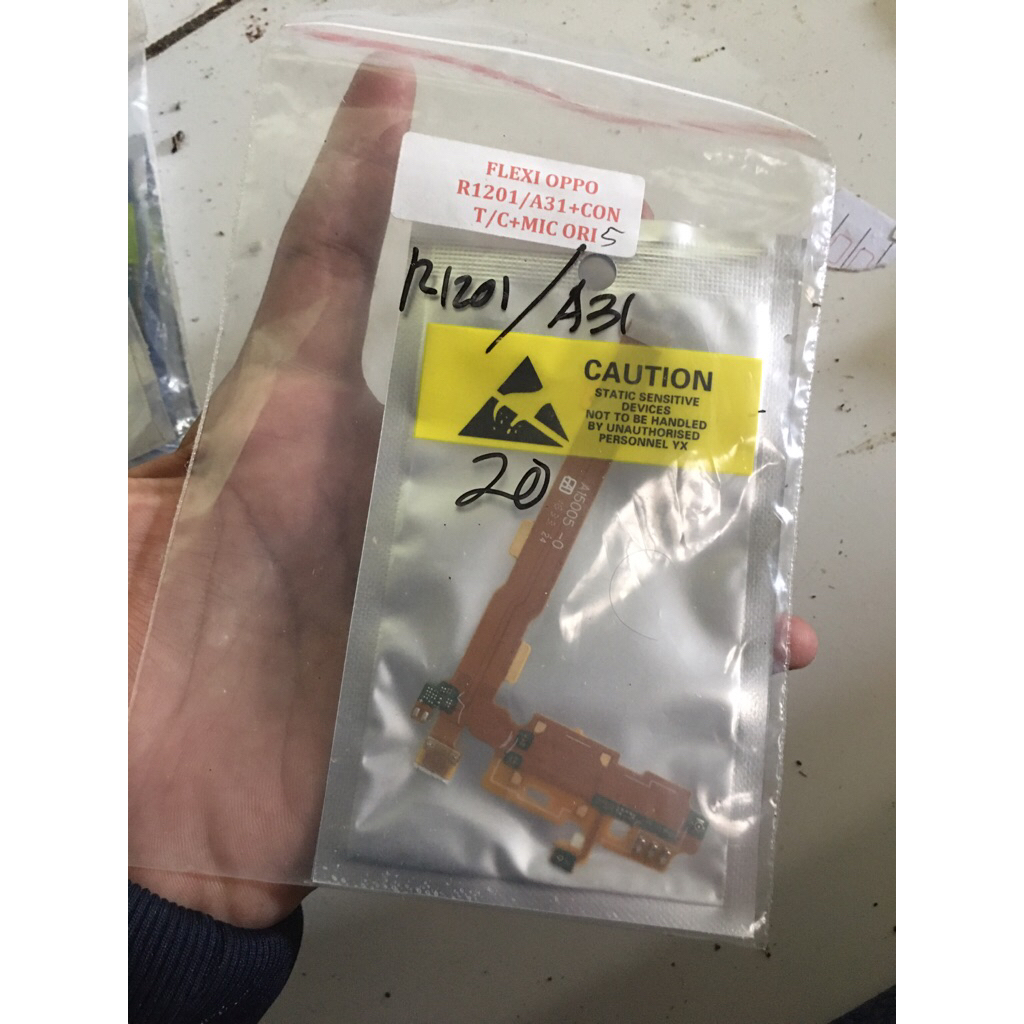 FLEXI OPPO
R1201/A31+CON
T/C+MIC ORI 5
R1201/A31
CAUTION
STATIC SENSITIVE
DEVICES
NOT TO BE HANDLED
BY UNAUTHORISED
PERSONNEL YX
20
A15005-0